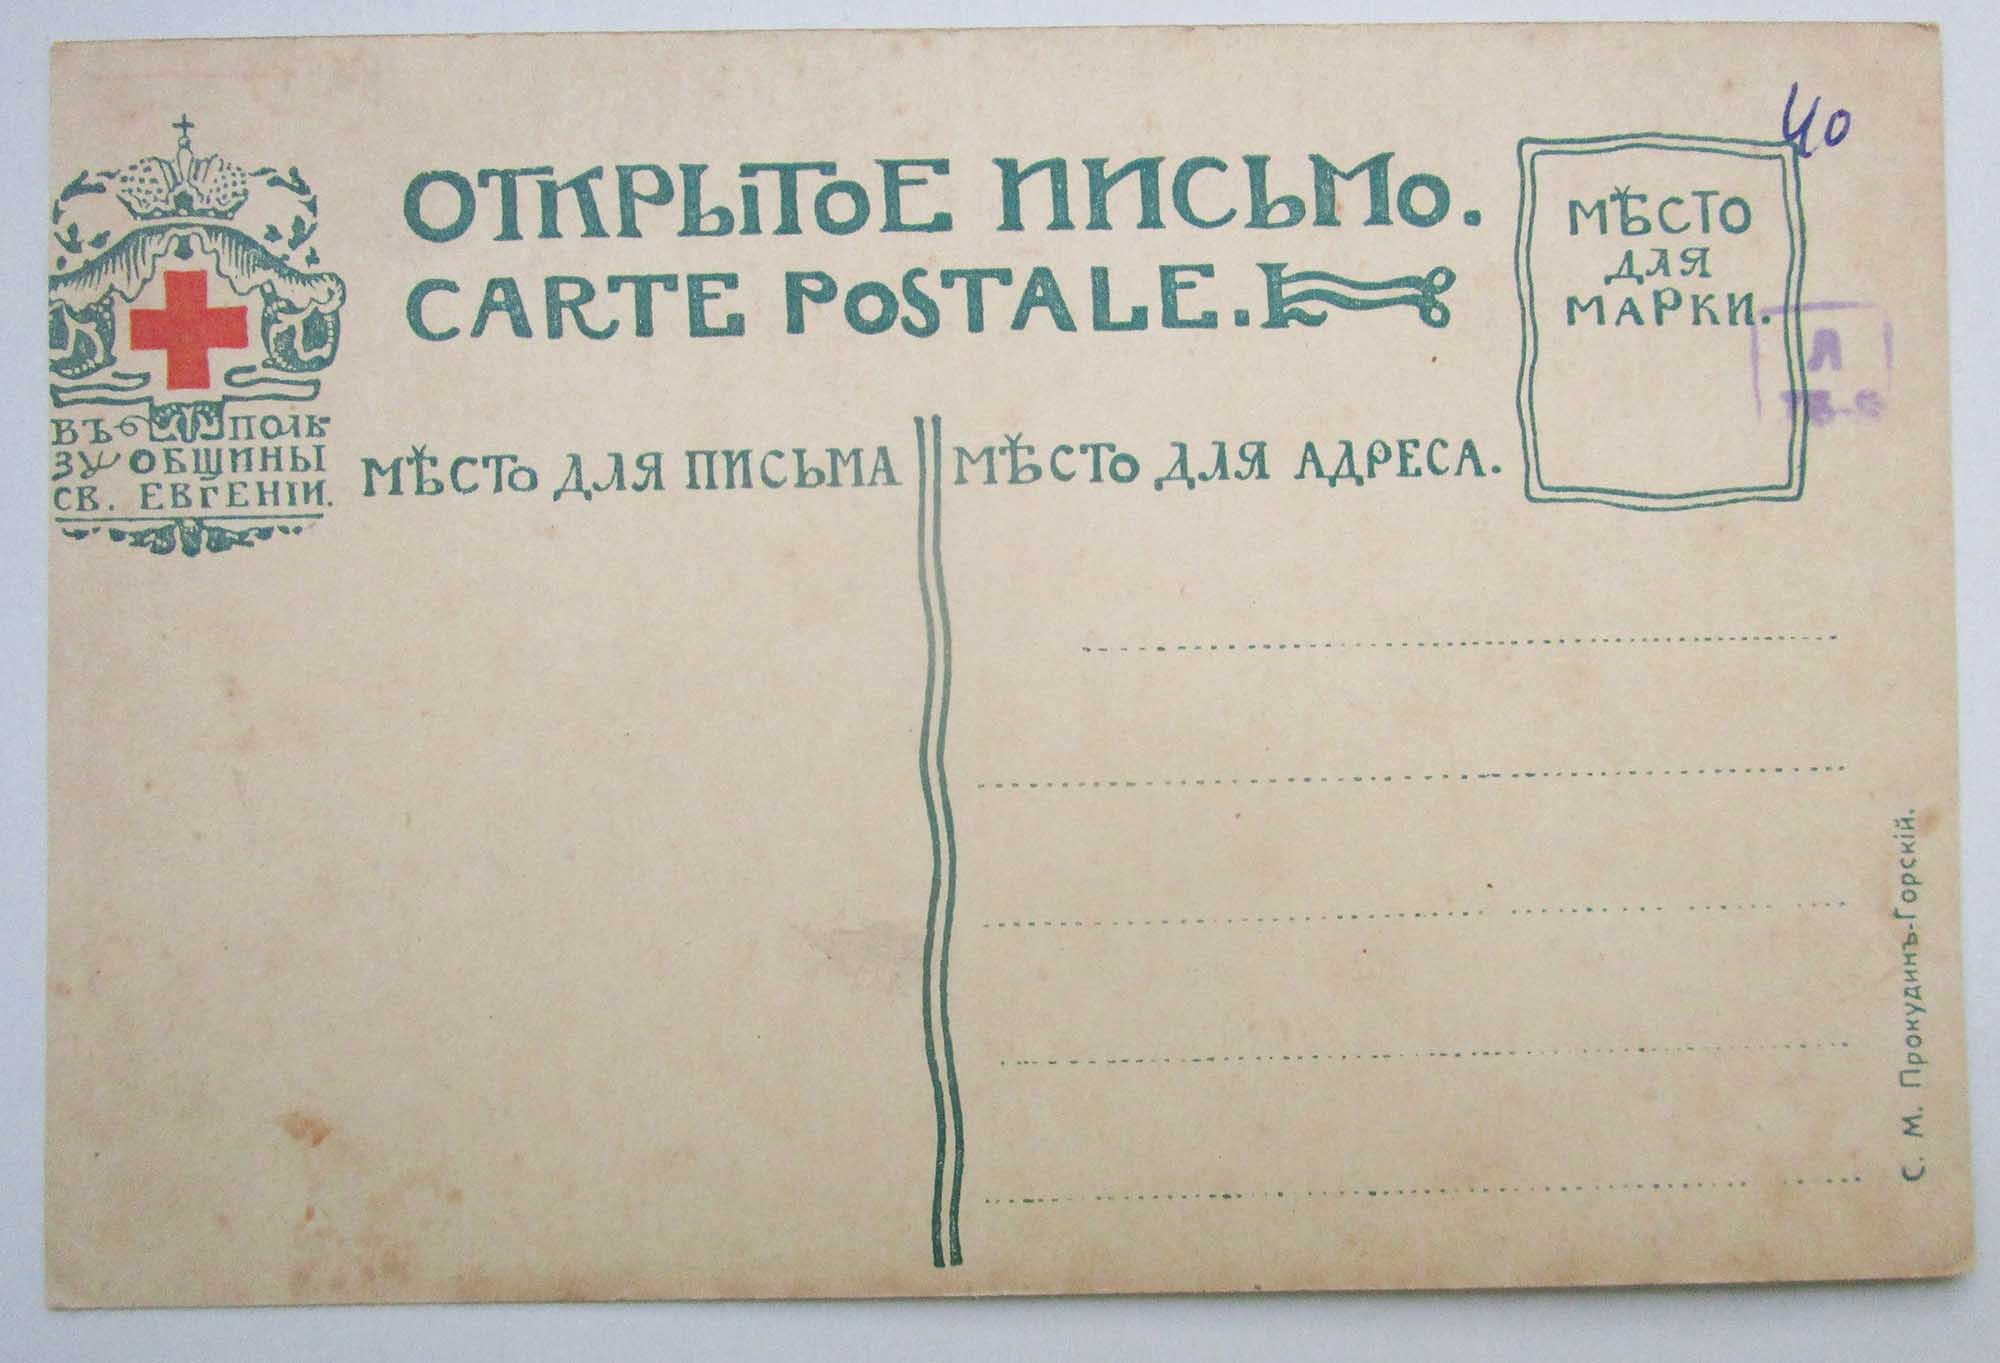 ОТКРЫТОЕ ПИСЬМО.
CARTE POSTALE.
40
МѢСТО
ДЛЯ
МАРКИ.
Я
ВЪ ПОЛЬ-
ЗУ ОБЩИНЫ
СВ. ЕВГЕНІИ.
МѢСТО ДЛЯ ПИСЬМА
МѢСТО ДЛЯ АДРЕСА.
С. М. Прокудинъ-Горскій.